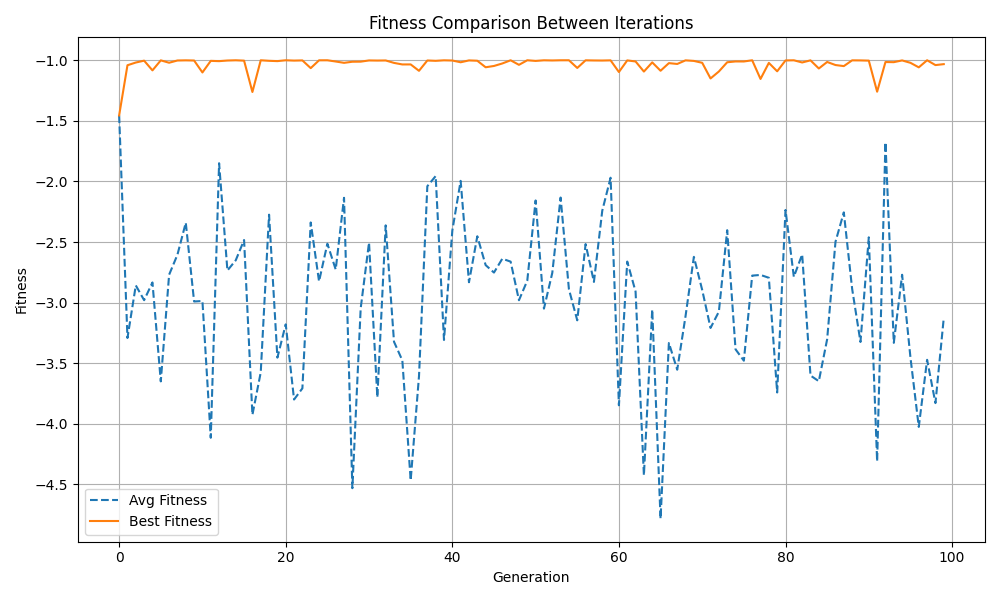 Fitness Comparison Between Iterations
−1.0
−1.5
−2.0
−2.5
−3.0
−3.5
−4.0
−4.5
Fitness
Avg Fitness
Best Fitness
0 20 40 60 80 100
Generation